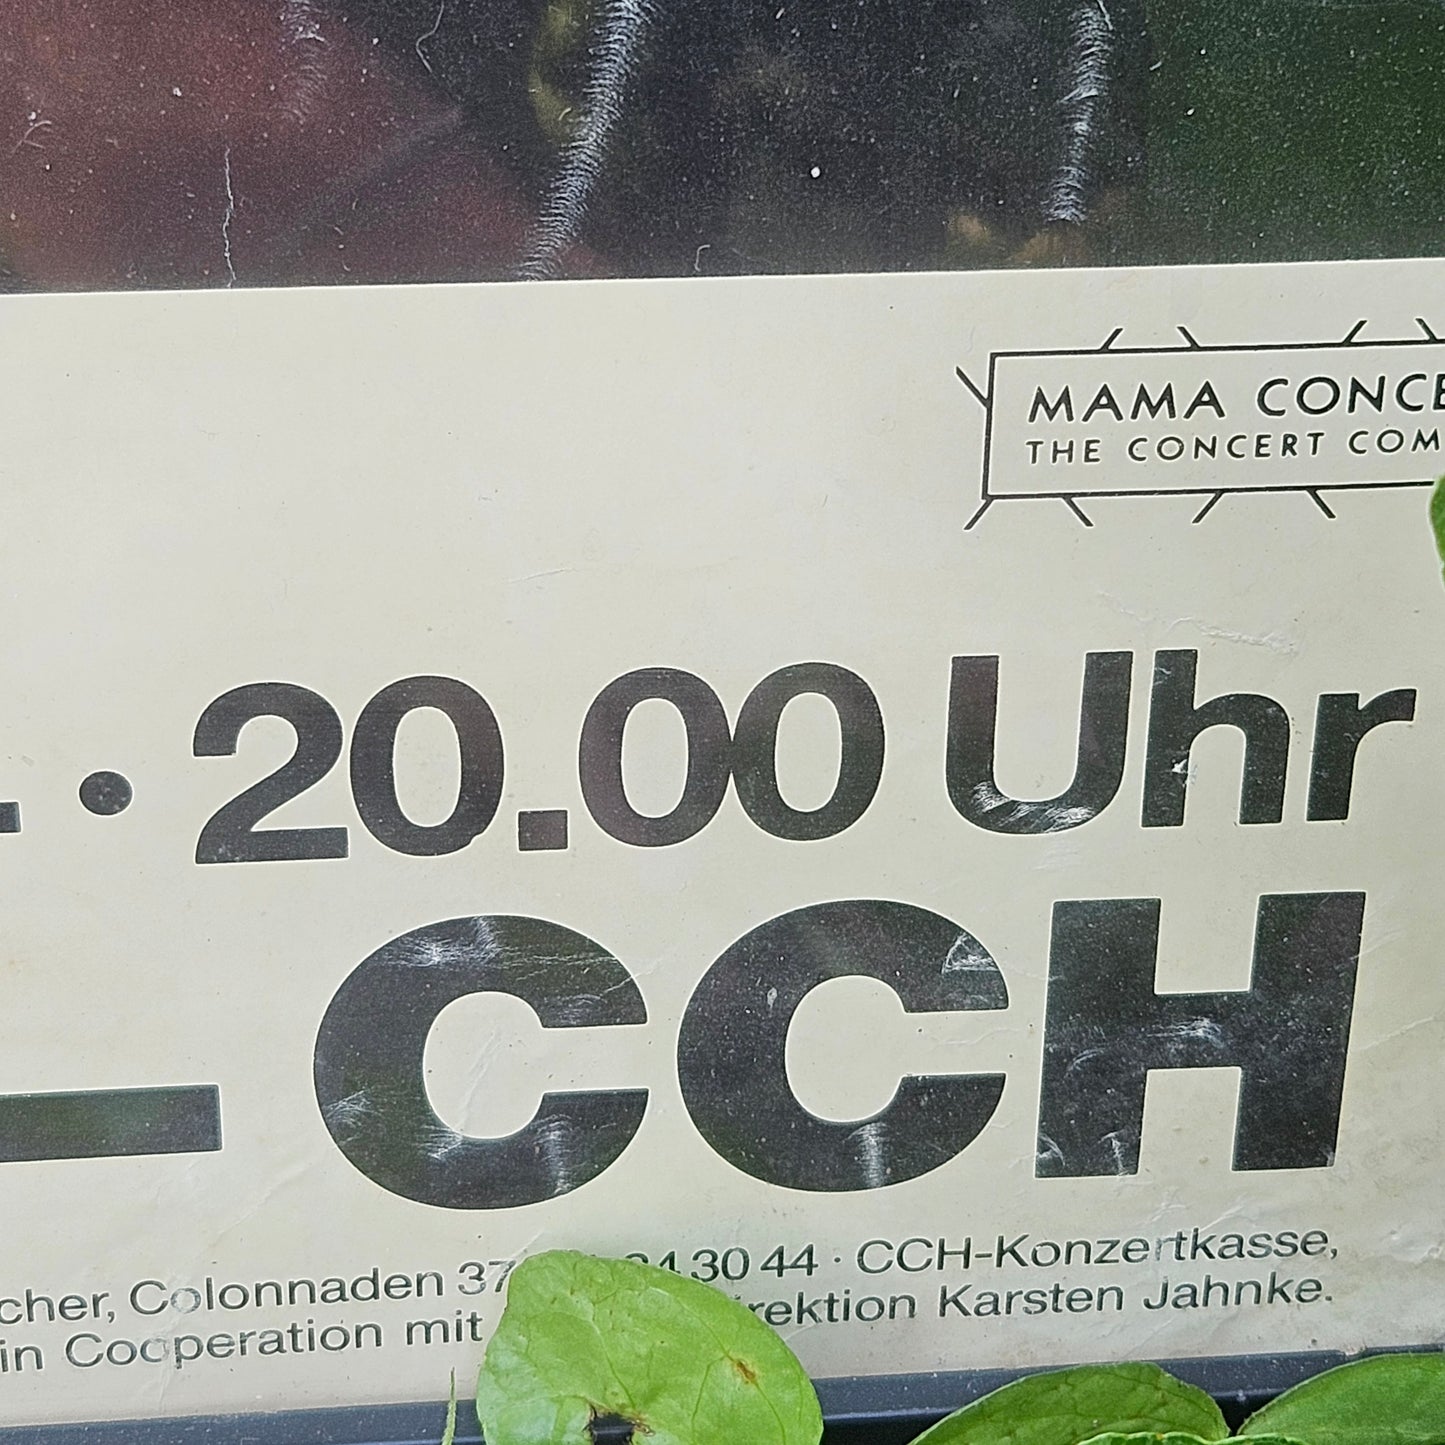 MAMA CONCE
THE CONCERT COM
· 20.00 Uhr
– CCH
cher, Colonnaden 37 34 30 44 · CCH-Konzertkasse,
in Cooperation mit rektion Karsten Jahnke.